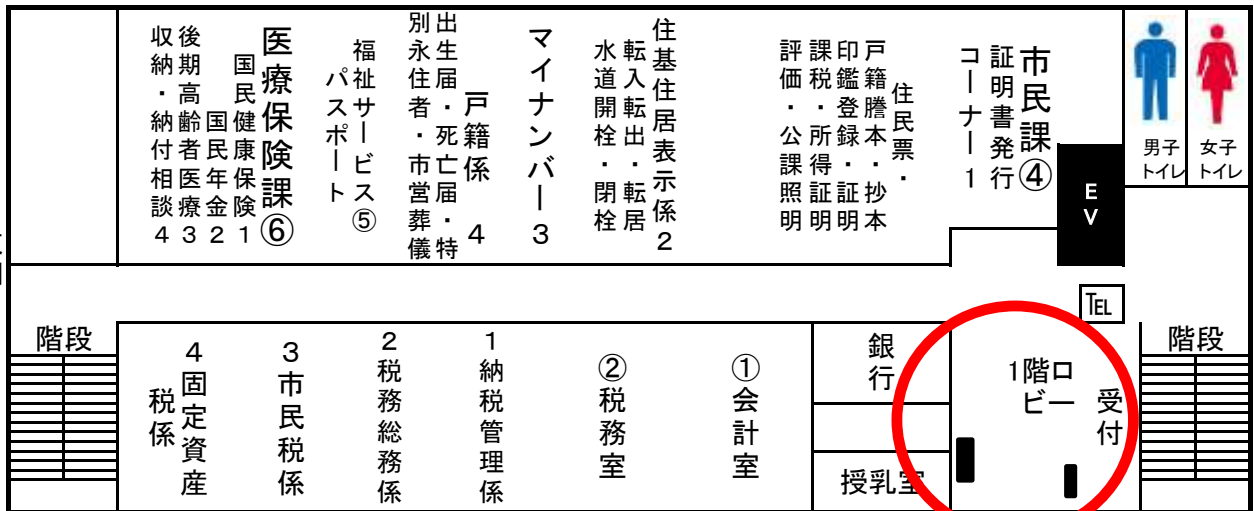 市民課④
証明書発行
コーナー1
住民票・
戸籍謄本・抄本
印鑑登録・証明
課税・所得証明
評価・公課照明
住基住居表示係2
転入転出・転居
水道開栓・閉栓
マイナンバー3
戸籍係 4
出生届・死亡届・特
別永住者・市営葬儀
福祉サービス⑤
パスポート
医療保険課⑥
国民健康保険1
国民年金2
後期高齢者医療3
収納・納付相談4
男子
トイレ
女子
トイレ
EV
TEL
階段
4固定資産
税係
3市民税係
2税務総務係
1納税管理係
②税務室
①会計室
銀行
授乳室
1階ロビー
受付
階段